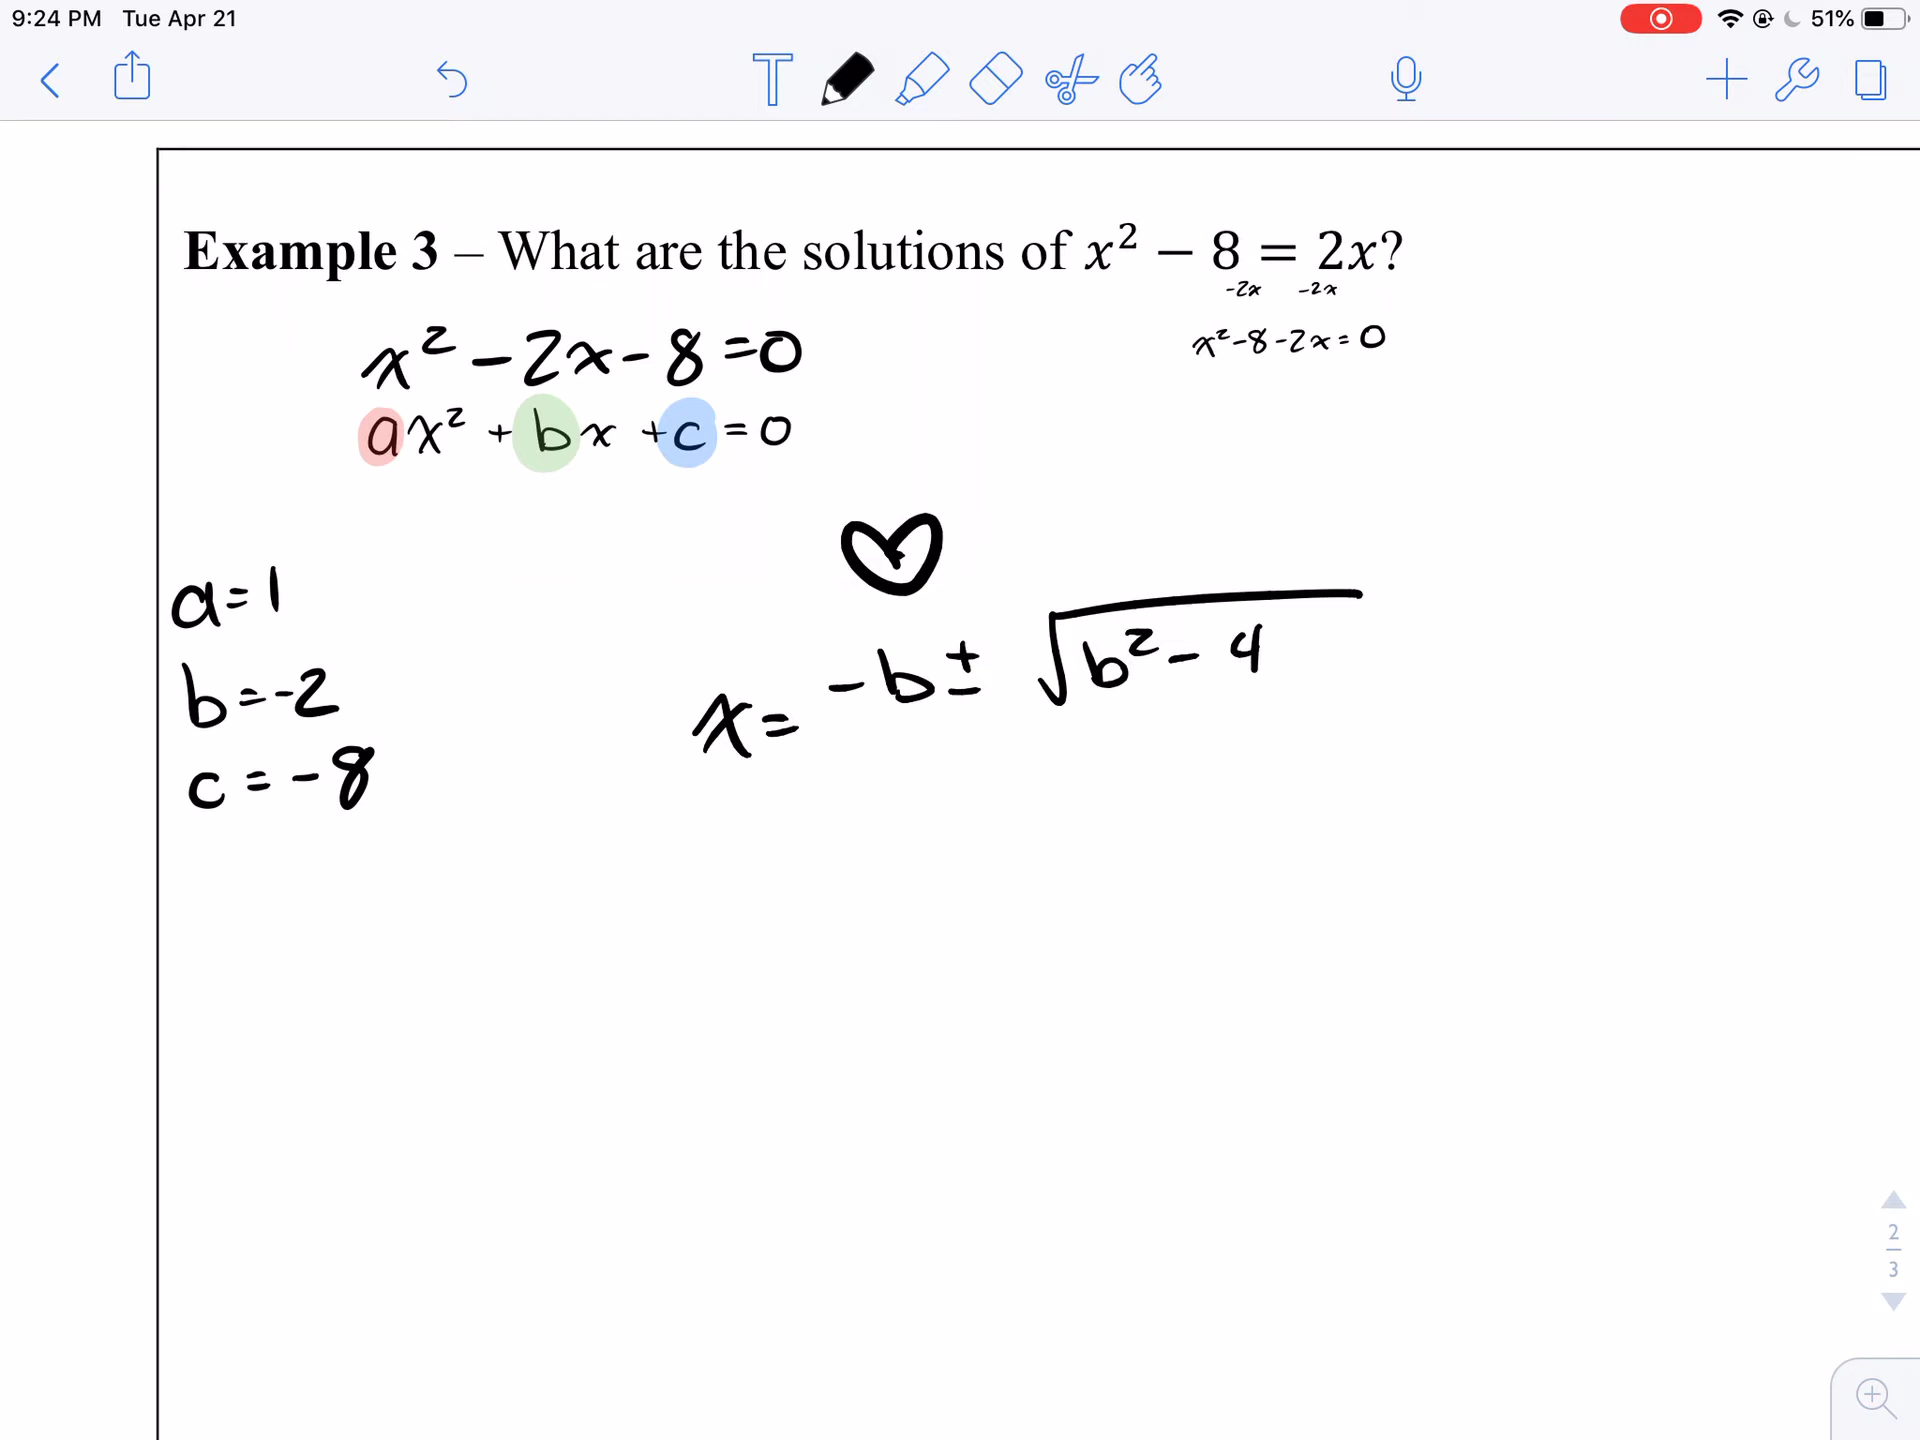 9:24 PM Tue Apr 21 51%
T
Example 3 – What are the solutions of x² − 8 = 2x?
-2x -2x
x²-8-2x=0
x²-2x-8=0
ax²+bx+c=0
a=1
b=-2
c=-8
x= -b± √b²-4
2
3